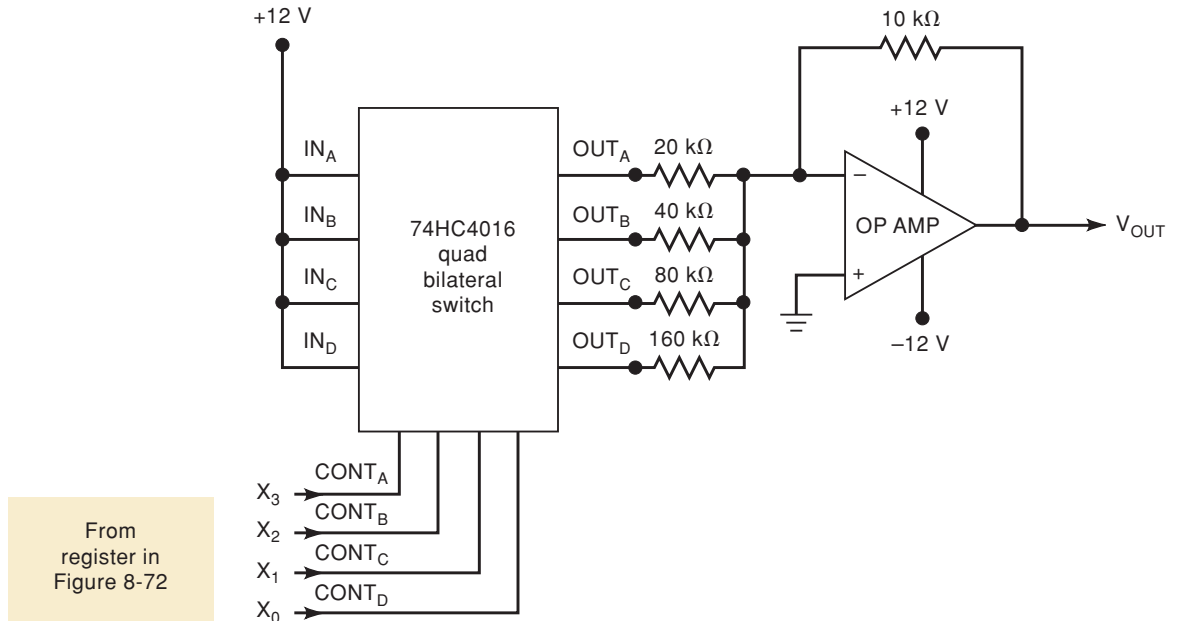 +12 V
10 kΩ
+12 V
IN_A
OUT_A
20 kΩ
−
IN_B
OUT_B
40 kΩ
74HC4016
quad
bilateral
switch
OP AMP
V_OUT
IN_C
OUT_C
80 kΩ
+
IN_D
OUT_D
160 kΩ
–12 V
X_3
CONT_A
X_2
CONT_B
X_1
CONT_C
X_0
CONT_D
From
register in
Figure 8-72